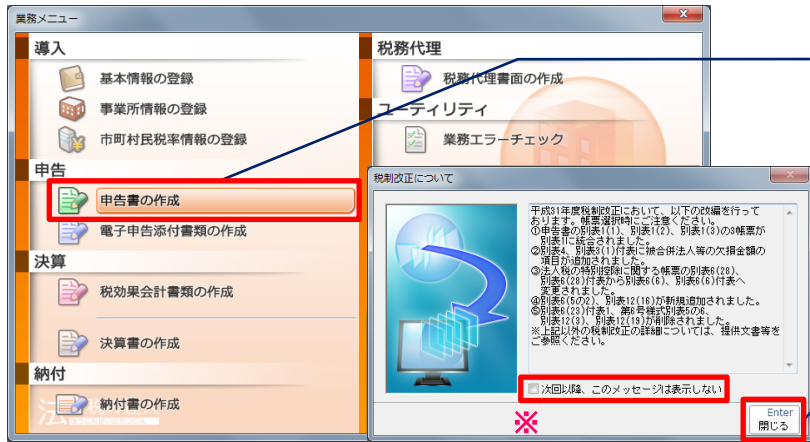 業務メニュー
導入
基本情報の登録
事業所情報の登録
市町村民税率情報の登録
申告
申告書の作成
電子申告添付書類の作成
決算
税効果会計書類の作成
決算書の作成
納付
納付書の作成
税務代理
税務代理書面の作成
ユーティリティ
業務エラーチェック
税制改正について
平成31年度税制改正において、以下の改編を行って
おります。帳票選択時にご注意ください。
①申告書の別表1(1)、別表1(2)、別表1(3)の3帳票が
別表1に統合されました。
②別表4、別表3(1)付表に被合併法人等の欠損金額の
項目が追加されました。
③法人税の特別控除に関する帳票の別表6(28)、
別表6(28)付表から別表6(6)、別表6(6)付表へ
変更されました。
④別表6(5の2)、別表12(16)が新規追加されました。
⑤別表6(23)付表1、第6号様式別表5の6、
別表12(3)、別表12(19)が削除されました。
※上記以外の税制改正の詳細については、提供文書等を
ご参照ください。
次回以降、このメッセージは表示しない
※
Enter
閉じる